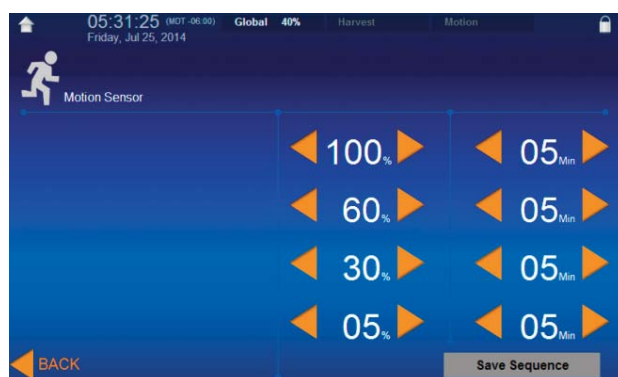 05:31:25 (MDT -06:00) Global 40% Harvest Motion
Friday, Jul 25, 2014
Motion Sensor
100% 05Min
60% 05Min
30% 05Min
05% 05Min
BACK Save Sequence